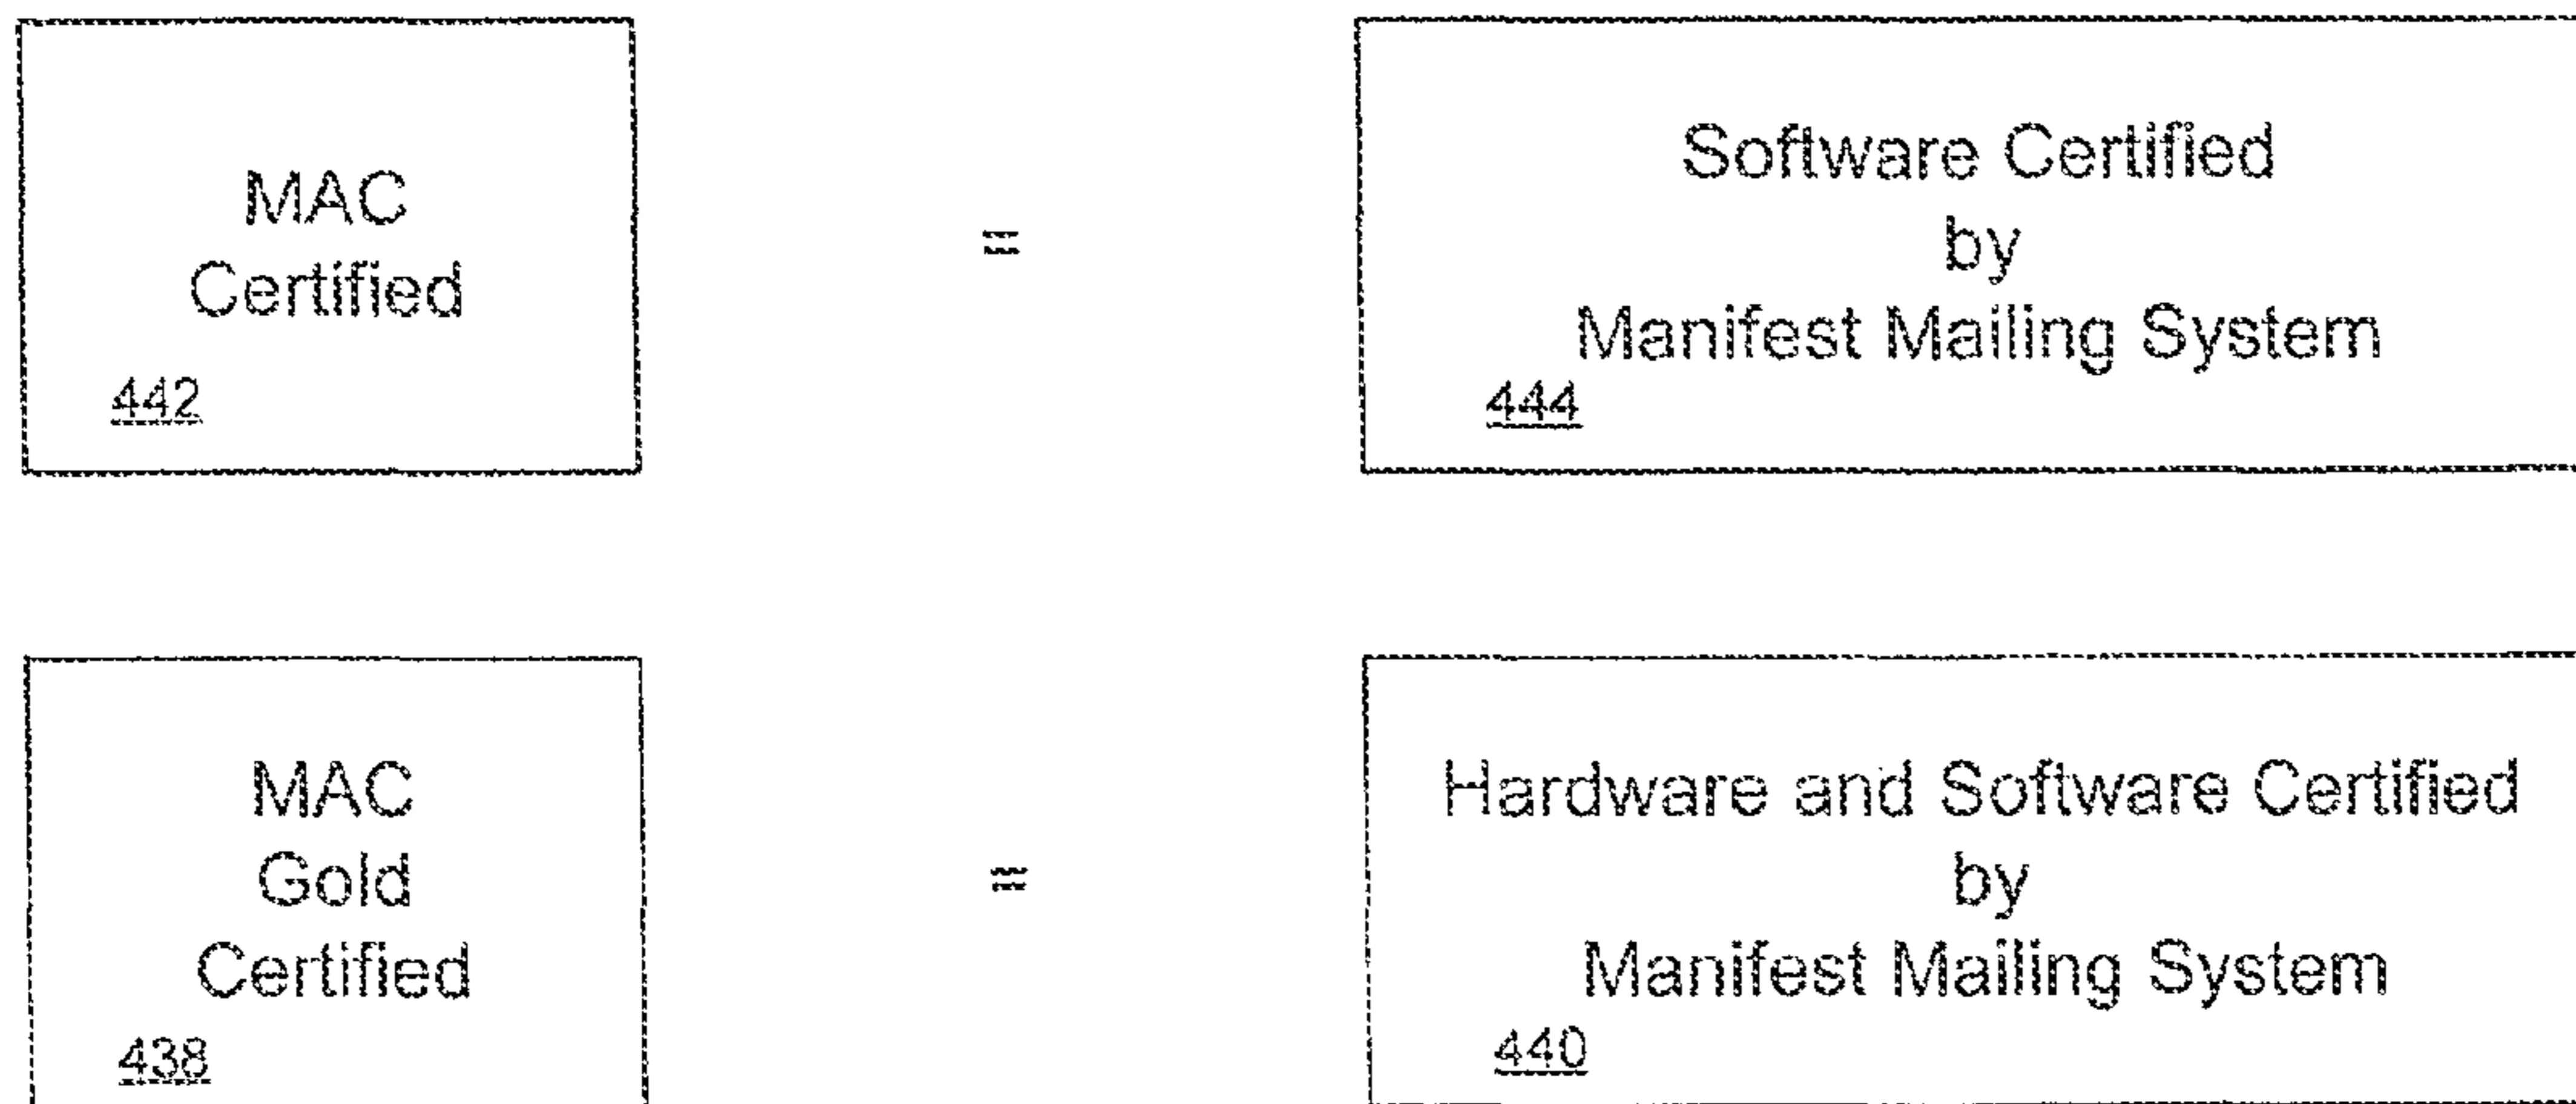 MAC
Certified
442
=
Software Certified
by
Manifest Mailing System
444
MAC
Gold
Certified
438
=
Hardware and Software Certified
by
Manifest Mailing System
440